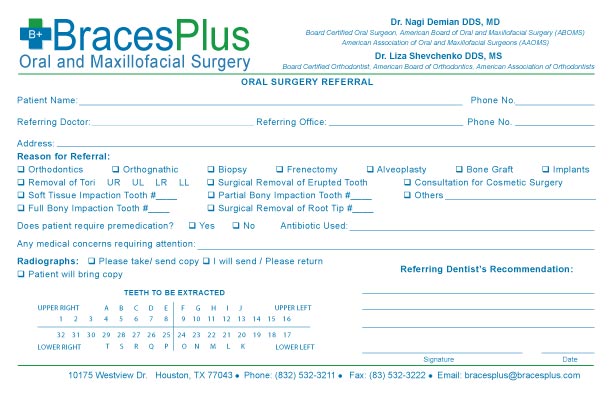 B+ BracesPlus
Oral and Maxillofacial Surgery
Dr. Nagi Demian DDS, MD
Board Certified Oral Surgeon, American Board of Oral and Maxillofacial Surgery (ABOMS)
American Association of Oral and Maxillofacial Surgeons (AAOMS)
Dr. Liza Shevchenko DDS, MS
Board Certified Orthodontist, American Board of Orthodontics, American Association of Orthodontists
ORAL SURGERY REFERRAL
Patient Name: Phone No.
Referring Doctor: Referring Office: Phone No.
Address:
Reason for Referral:
❑ Orthodontics ❑ Orthognathic ❑ Biopsy ❑ Frenectomy ❑ Alveoplasty ❑ Bone Graft ❑ Implants
❑ Removal of Tori UR UL LR LL ❑ Surgical Removal of Erupted Tooth ❑ Consultation for Cosmetic Surgery
❑ Soft Tissue Impaction Tooth #____ ❑ Partial Bony Impaction Tooth #____ ❑ Others
❑ Full Bony Impaction Tooth #____ ❑ Surgical Removal of Root Tip #____
Does patient require premedication? ❑ Yes ❑ No Antibiotic Used:
Any medical concerns requiring attention:
Radiographs: ❑ Please take/ send copy ❑ I will send / Please return
❑ Patient will bring copy
Referring Dentist's Recommendation:
TEETH TO BE EXTRACTED
UPPER RIGHT A B C D E F G H I J UPPER LEFT
1 2 3 4 5 6 7 8 9 10 11 12 13 14 15 16
32 31 30 29 28 27 26 25 24 23 22 21 20 19 18 17
LOWER RIGHT T S R Q P O N M L K LOWER LEFT
Signature Date
10175 Westview Dr. Houston, TX 77043 • Phone: (832) 532-3211 • Fax: (83) 532-3222 • Email: bracesplus@bracesplus.com